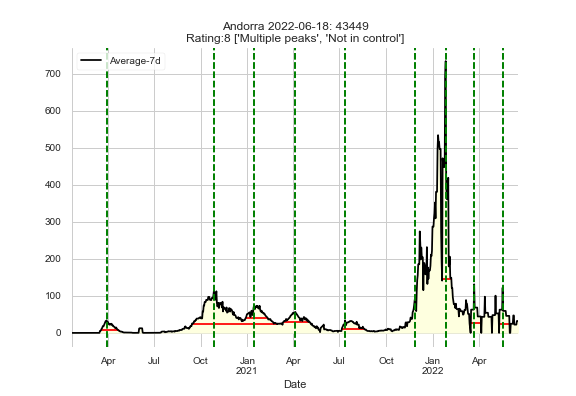 Andorra 2022-06-18: 43449
Rating:8 ['Multiple peaks', 'Not in control']
Average-7d
700
600
500
400
300
200
100
0
Apr Jul Oct Jan Apr Jul Oct Jan Apr
2021 2022
Date